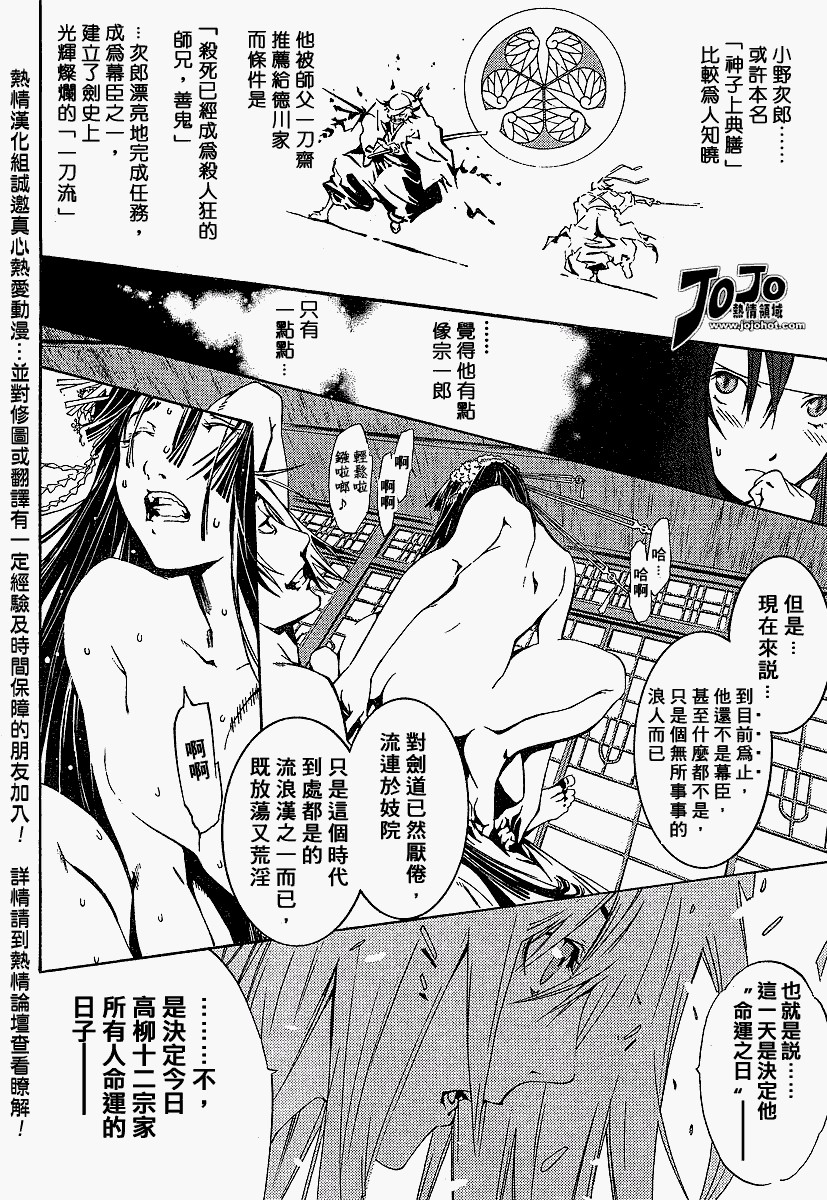 小野次郎……
或許本名
「神子上典膳」
比較為人知曉
他被師父一刀齋
推薦給德川家
而條件是
「殺死已經成為殺人狂的
師兄，善鬼」
…次郎漂亮地完成任務，
成為幕臣之一，
建立了劍史上
光輝燦爛的「一刀流」
JOJO
熱情領域
www.jojohot.com
……
覺得他有點
像宗一郎
只有
一點點…
啊
啊啊
輕鬆啦
鏹啦啷♪
哈…
哈啊
但是…
現在來說…
到目前為止，
他還不是幕臣，
甚至什麼都不是，
只是個無所事事的
浪人而已
對劍道已然厭倦，
流連於妓院
只是這個時代
到處都是的
流浪漢之一而已，
既放蕩又荒淫
啊啊
也就是說……
這一天是決定他
〝命運之日〞——
………不，
是決定今日
高柳十二宗家
所有人命運的
日子——
熱情漢化組誠邀真心熱愛動漫…並對修圖或翻譯有一定經驗及時間保障的朋友加入！ 詳情請到熱情論壇查看瞭解！